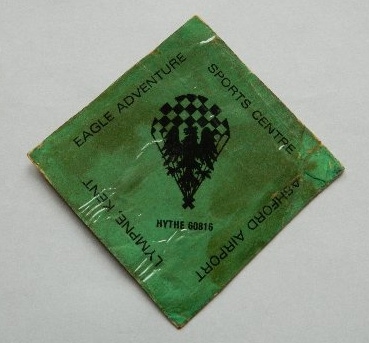 EAGLE ADVENTURE
SPORTS CENTRE
ASHFORD AIRPORT
LYMPNE, KENT
HYTHE 60816